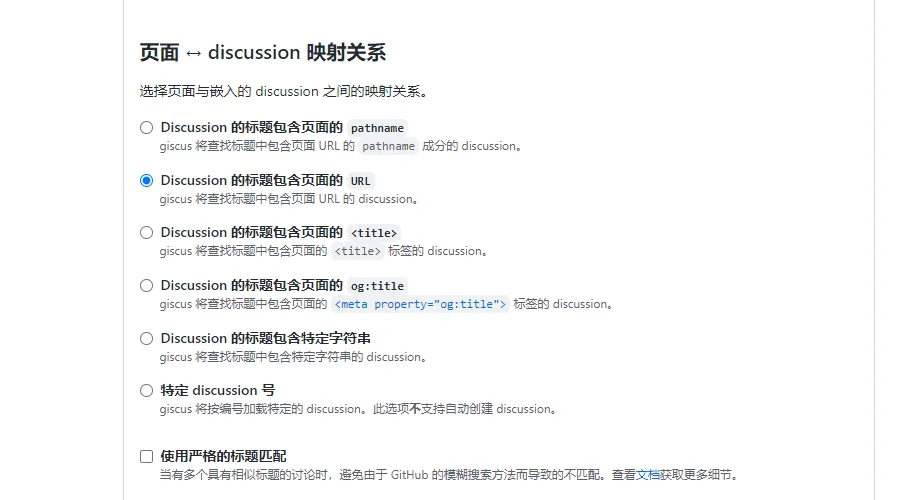 页面 ↔ discussion 映射关系
选择页面与嵌入的 discussion 之间的映射关系。
Discussion 的标题包含页面的 pathname
giscus 将查找标题中包含页面 URL 的 pathname 成分的 discussion。
Discussion 的标题包含页面的 URL
giscus 将查找标题中包含页面 URL 的 discussion。
Discussion 的标题包含页面的 <title>
giscus 将查找标题中包含页面的 <title> 标签的 discussion。
Discussion 的标题包含页面的 og:title
giscus 将查找标题中包含页面的 <meta property="og:title"> 标签的 discussion。
Discussion 的标题包含特定字符串
giscus 将查找标题中包含特定字符串的 discussion。
特定 discussion 号
giscus 将按编号加载特定的 discussion。此选项不支持自动创建 discussion。
使用严格的标题匹配
当有多个具有相似标题的讨论时，避免由于 GitHub 的模糊搜索方法而导致的不匹配。查看文档获取更多细节。